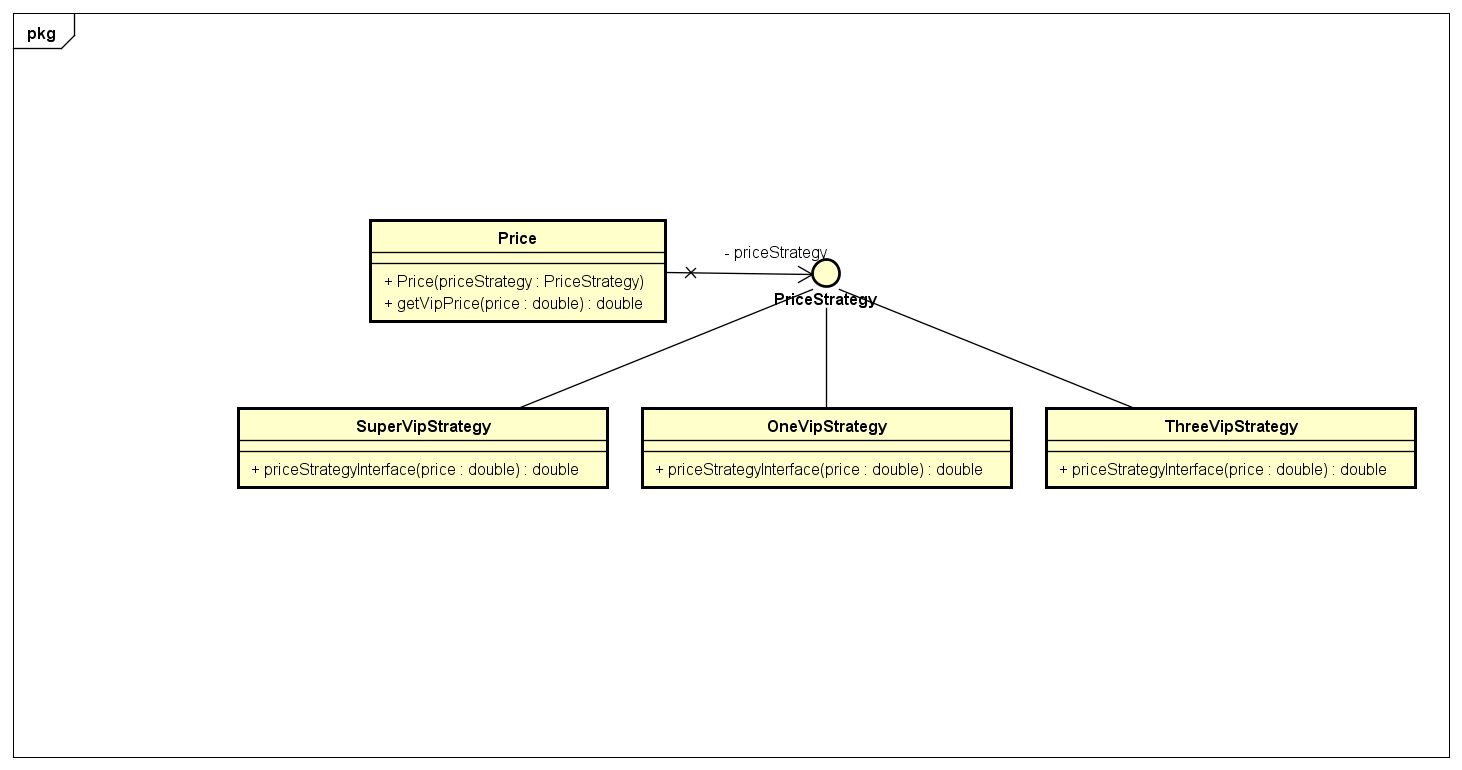 pkg
Price
+ Price(priceStrategy : PriceStrategy)
+ getVipPrice(price : double) : double
- priceStrategy
PriceStrategy
SuperVipStrategy
+ priceStrategyInterface(price : double) : double
OneVipStrategy
+ priceStrategyInterface(price : double) : double
ThreeVipStrategy
+ priceStrategyInterface(price : double) : double